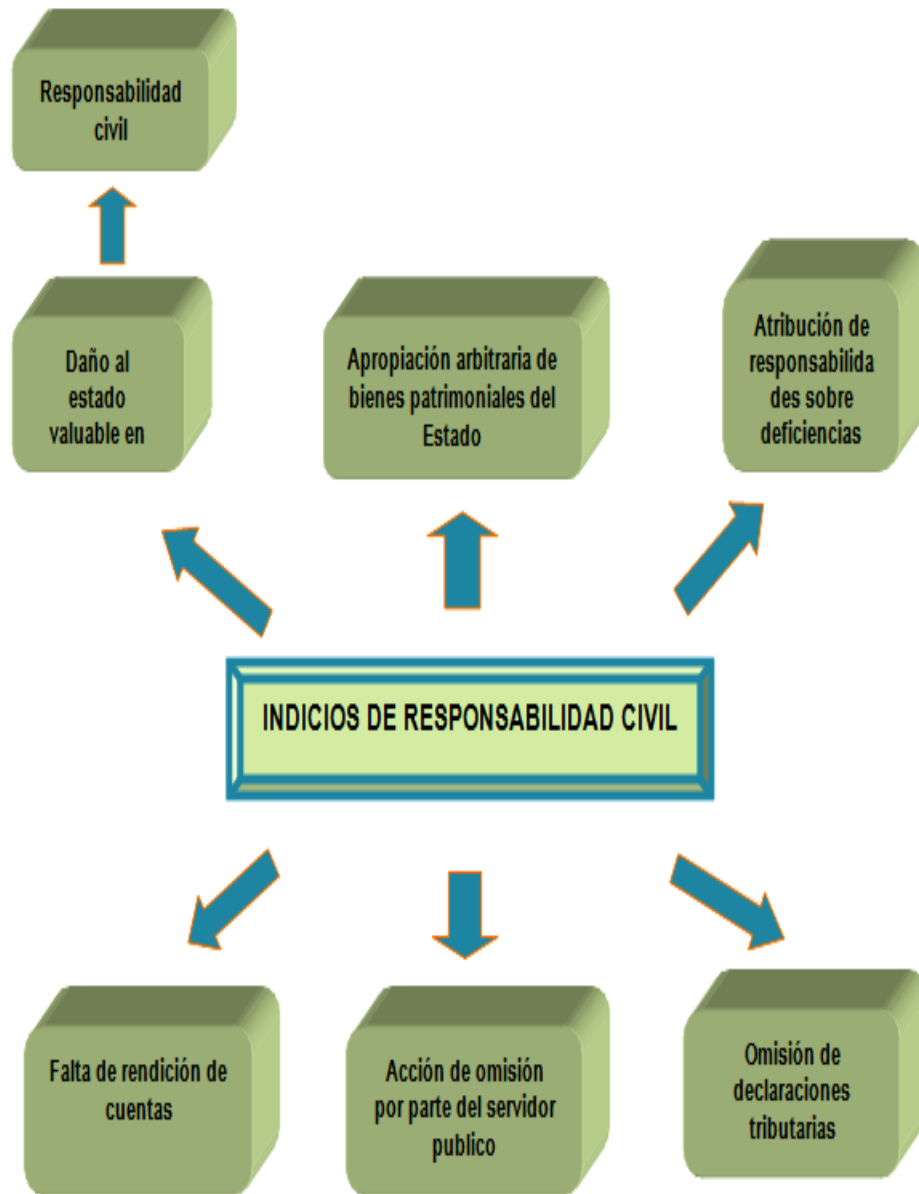 Responsabilidad
civil
Daño al
estado
valuable en
Apropiación arbitraria de
bienes patrimoniales del
Estado
Atribución de
responsabilida
des sobre
deficiencias
INDICIOS DE RESPONSABILIDAD CIVIL
Falta de rendición de
cuentas
Acción de omisión
por parte del servidor
publico
Omisión de
declaraciones
tributarias